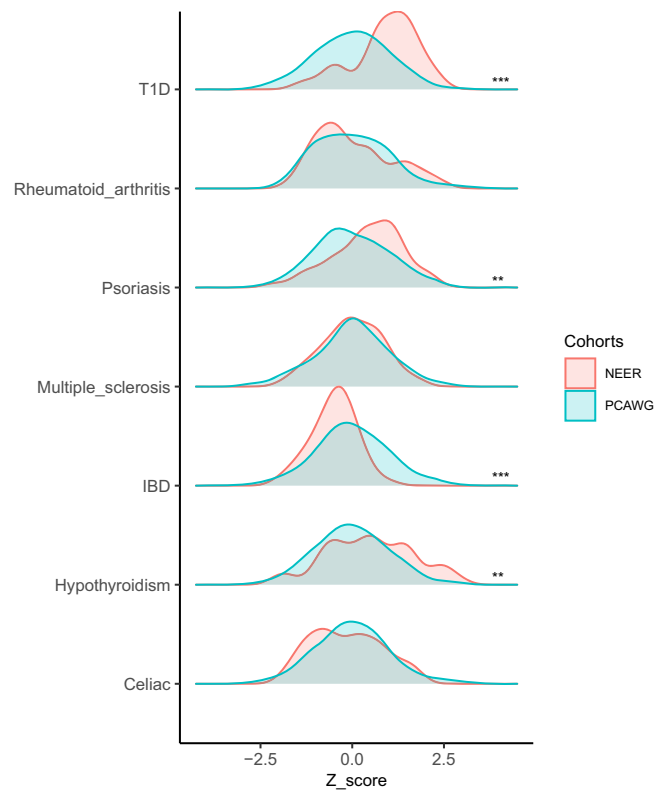 T1D
***
Rheumatoid_arthritis
Psoriasis
**
Multiple_sclerosis
IBD
***
Hypothyroidism
**
Celiac
−2.5 0.0 2.5
Z_score
Cohorts
NEER
PCAWG